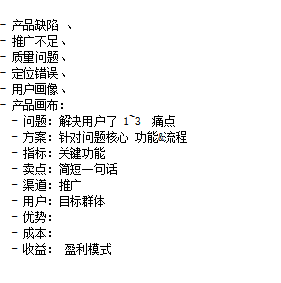 - 产品缺陷 、
- 推广不足、
- 质量问题、
- 定位错误、
- 用户画像、
- 产品画布：
- 问题：解决用户了 1~3 痛点
- 方案：针对问题核心 功能&流程
- 指标：关键功能
- 卖点：简短一句话
- 渠道：推广
- 用户：目标群体
- 优势：
- 成本：
- 收益： 盈利模式